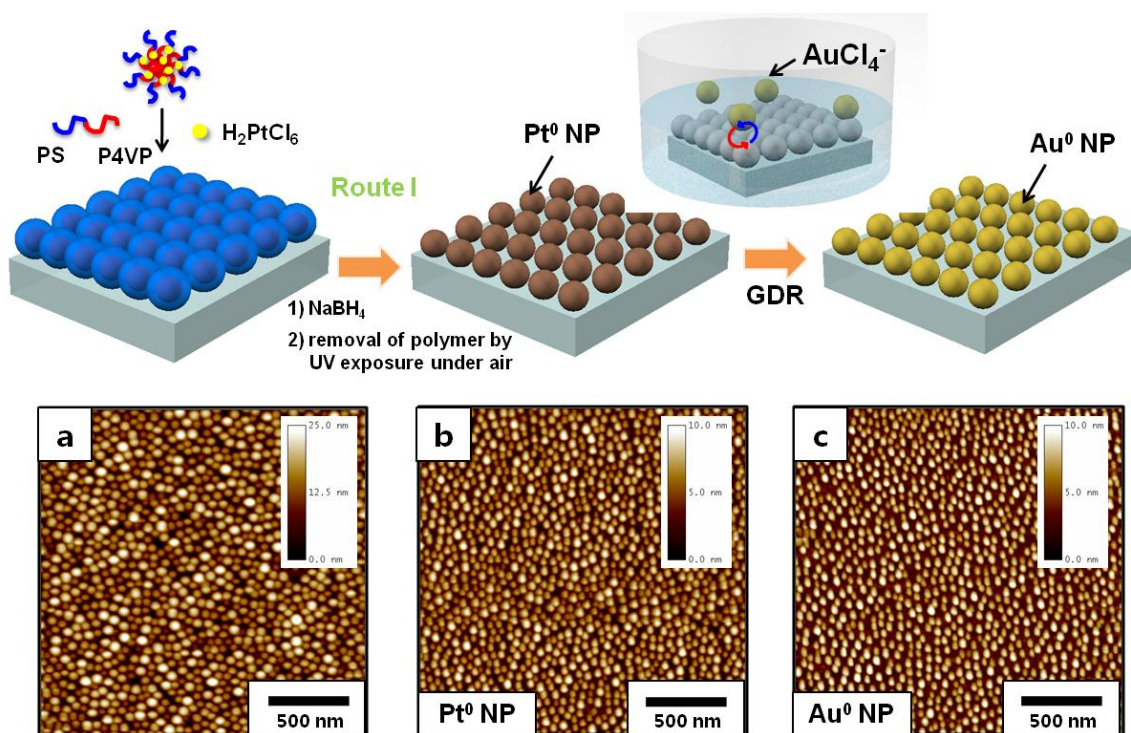 AuCl₄⁻
H₂PtCl₆
PS P4VP
Route I
Pt⁰ NP
Au⁰ NP
1) NaBH₄
2) removal of polymer by
UV exposure under air
GDR
a
25.0 nm
12.5 nm
0.0 nm
500 nm
b
10.0 nm
5.0 nm
0.0 nm
Pt⁰ NP
500 nm
c
10.0 nm
5.0 nm
0.0 nm
Au⁰ NP
500 nm